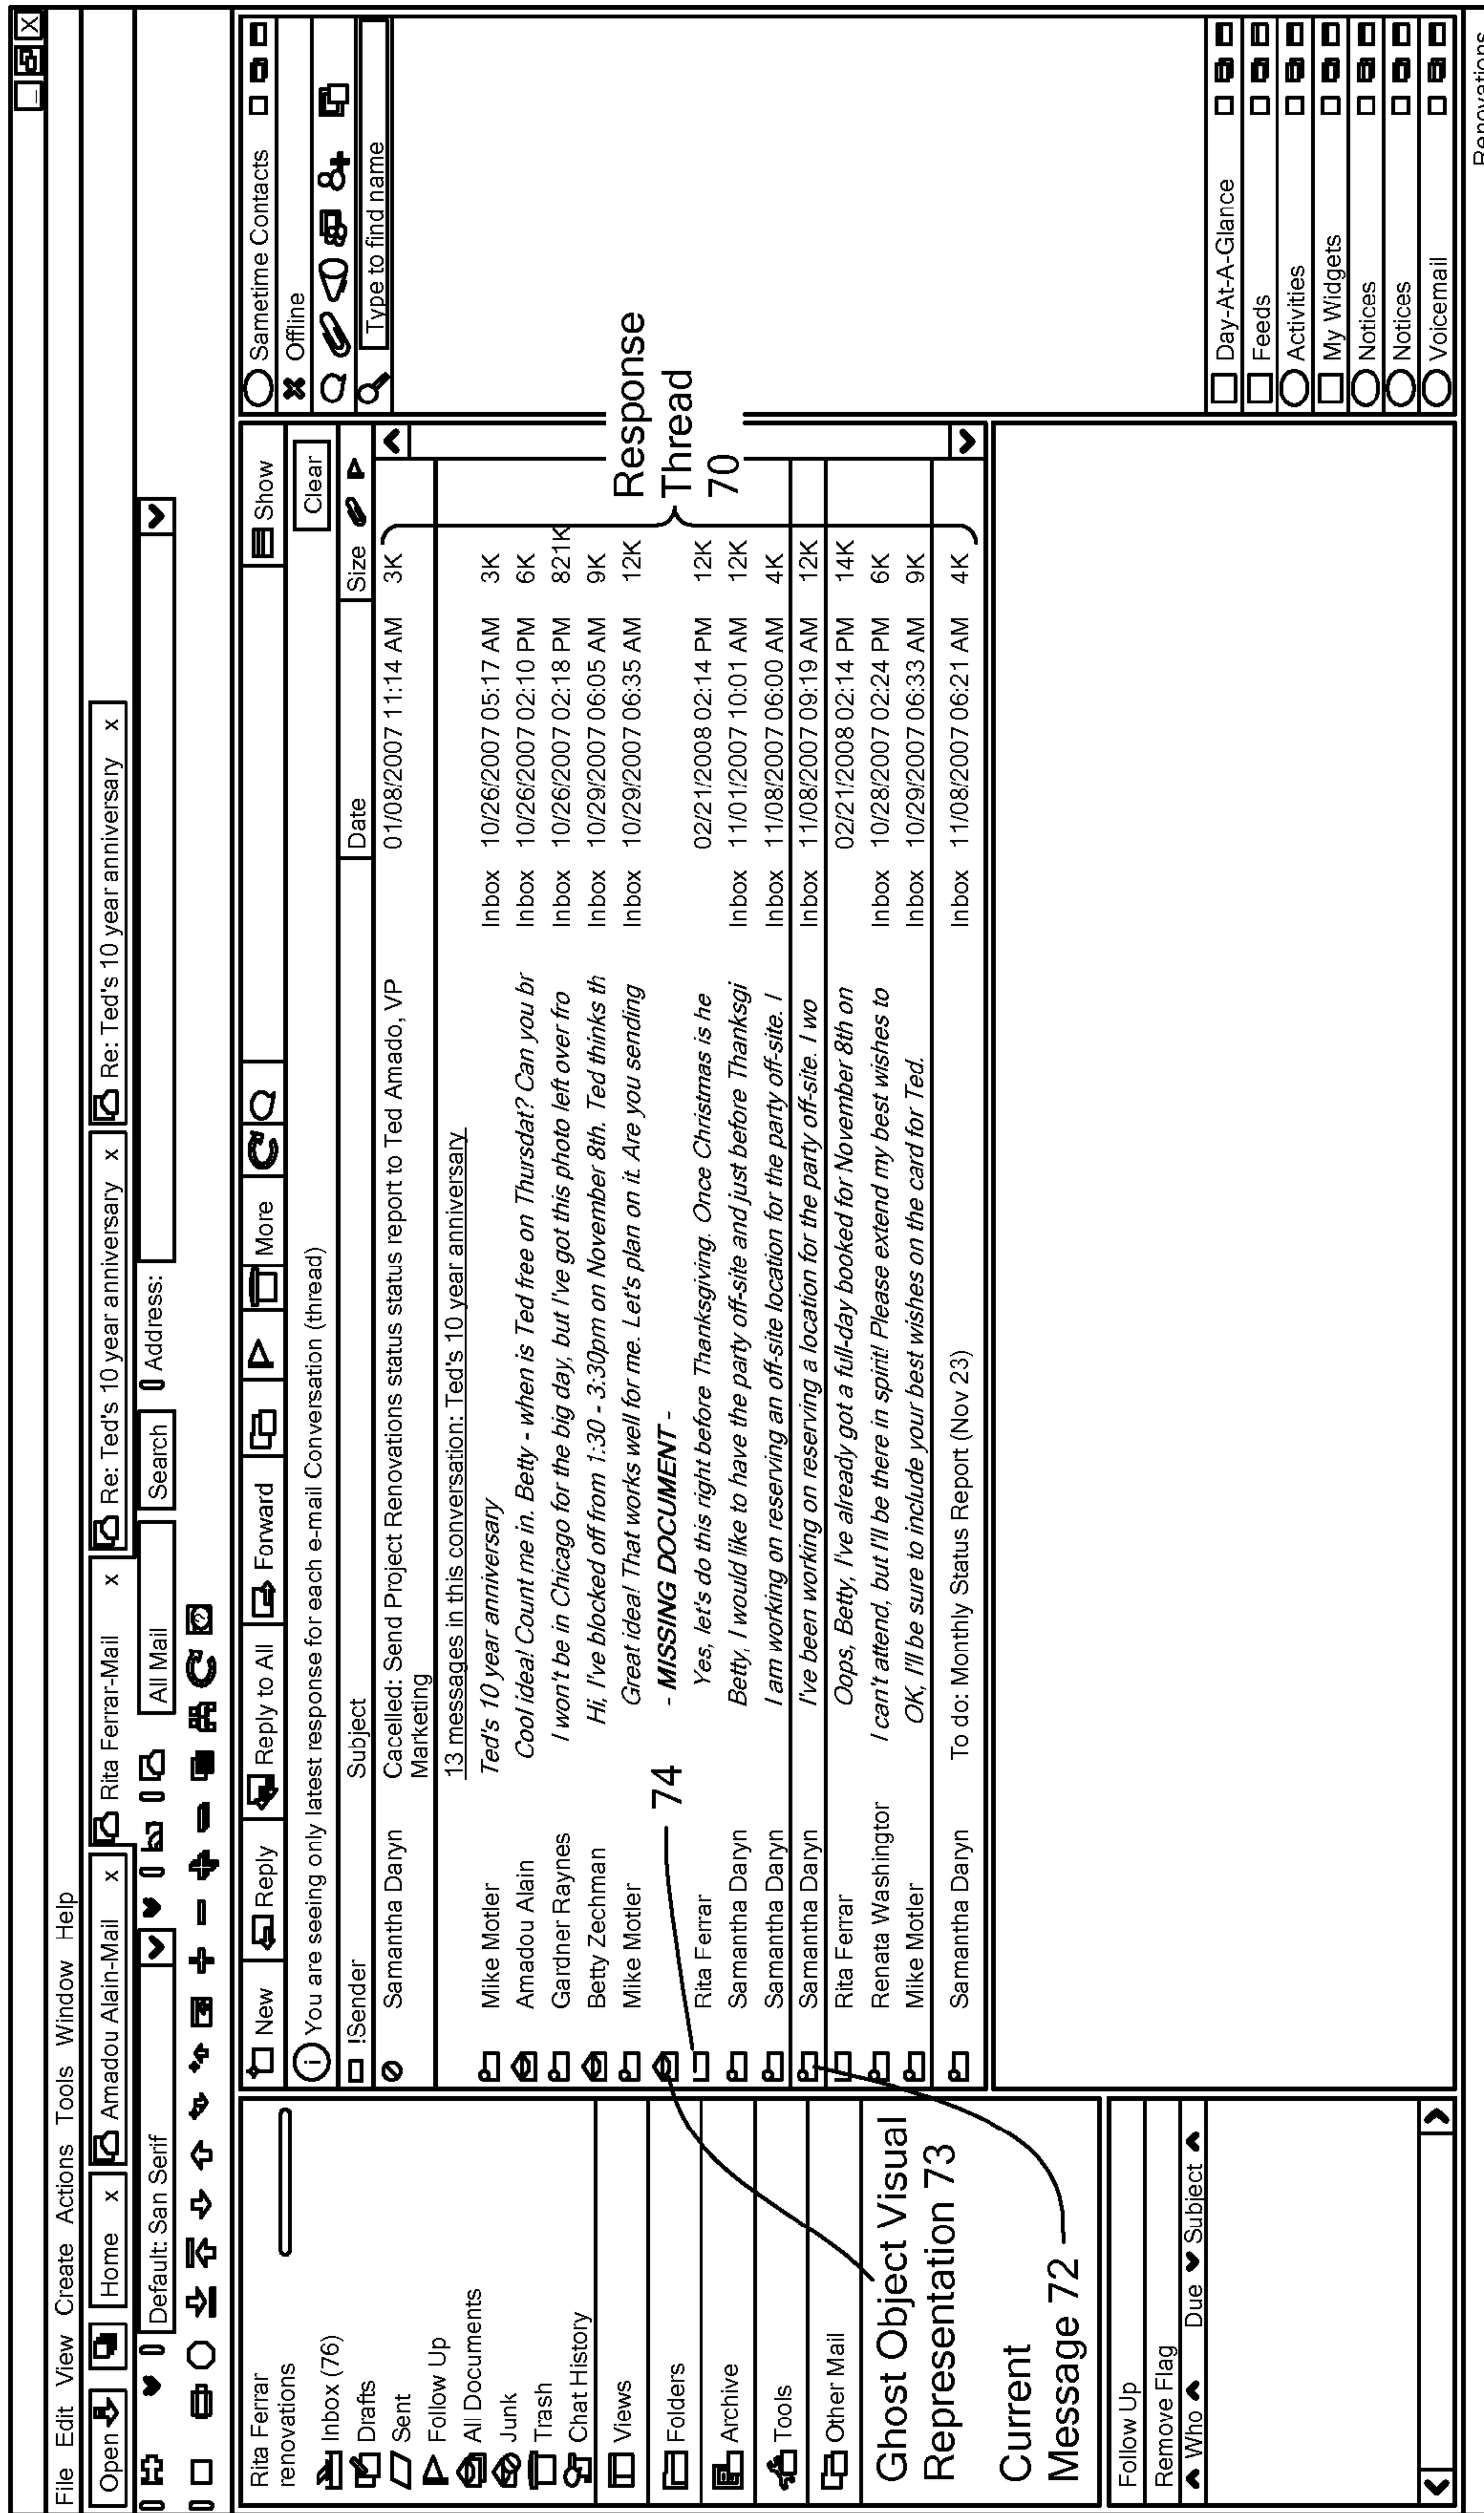 File Edit View Create Actions Tools Window Help
Open Home x Amadou Alain-Mail x Rita Ferrar-Mail x Re: Ted's 10 year anniversary x Re: Ted's 10 year anniversary x
Default: San Serif All Mail Search Address:
Rita Ferrar
renovations
Inbox (76)
Drafts
Sent
Follow Up
All Documents
Junk
Trash
Chat History
Views
Folders
Archive
Tools
Other Mail
Ghost Object Visual
Representation 73
Current
Message 72
Follow Up
Remove Flag
Who Due Subject
New Reply Reply to All Forward More Show
i You are seeing only latest response for each e-mail Conversation (thread) Clear
!Sender Subject Date Size
Samantha Daryn Cacelled: Send Project Renovations status status report to Ted Amado, VP 01/08/2007 11:14 AM 3K
Marketing
13 messages in this conversation: Ted's 10 year anniversary
Mike Motler Ted's 10 year anniversary Inbox 10/26/2007 05:17 AM 3K
Amadou Alain Cool idea! Count me in. Betty - when is Ted free on Thursdat? Can you br Inbox 10/26/2007 02:10 PM 6K
Gardner Raynes I won't be in Chicago for the big day, but I've got this photo left over fro Inbox 10/26/2007 02:18 PM 821K
Betty Zechman Hi, I've blocked off from 1:30 - 3:30pm on November 8th. Ted thinks th Inbox 10/29/2007 06:05 AM 9K
Mike Motler Great idea! That works well for me. Let's plan on it. Are you sending Inbox 10/29/2007 06:35 AM 12K
74 - MISSING DOCUMENT -
Rita Ferrar Yes, let's do this right before Thanksgiving. Once Christmas is he 02/21/2008 02:14 PM 12K
Samantha Daryn Betty, I would like to have the party off-site and just before Thanksgi Inbox 11/01/2007 10:01 AM 12K
Samantha Daryn I am working on reserving an off-site location for the party off-site. I Inbox 11/08/2007 06:00 AM 4K
Samantha Daryn I've been working on reserving a location for the party off-site. I wo Inbox 11/08/2007 09:19 AM 12K
Rita Ferrar Oops, Betty, I've already got a full-day booked for November 8th on 02/21/2008 02:14 PM 14K
Renata Washington I can't attend, but I'll be there in spirit! Please extend my best wishes to Inbox 10/28/2007 02:24 PM 6K
Mike Motler OK, I'll be sure to include your best wishes on the card for Ted. Inbox 10/29/2007 06:33 AM 9K
Samantha Daryn To do: Monthly Status Report (Nov 23) Inbox 11/08/2007 06:21 AM 4K
Response
Thread
70
Sametime Contacts
Offline
Type to find name
Day-At-A-Glance
Feeds
Activities
My Widgets
Notices
Notices
Voicemail